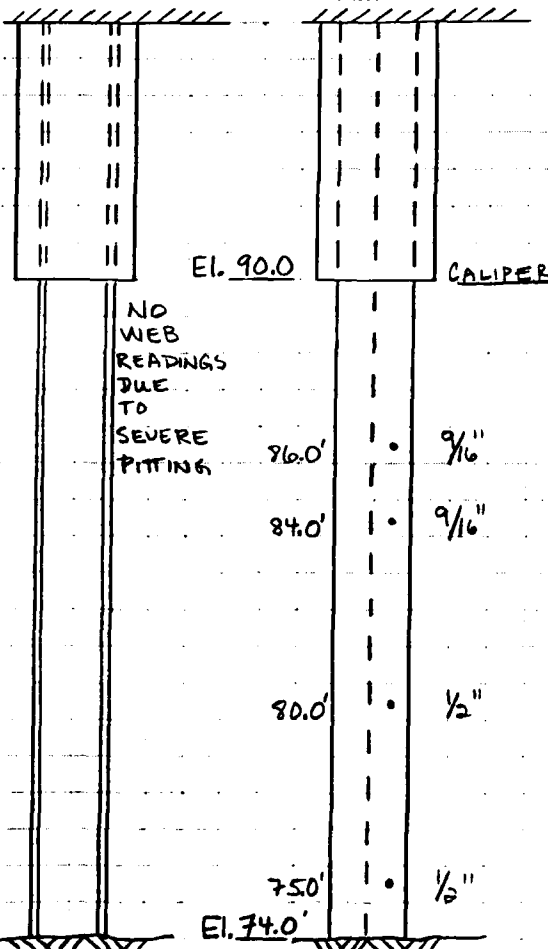 El. 90.0
CALIPER
NO
WEB
READINGS
DUE
TO
SEVERE
PITTING
86.0' 9/16"
84.0' 9/16"
80.0' 1/2"
75.0' 1/2"
El. 74.0'